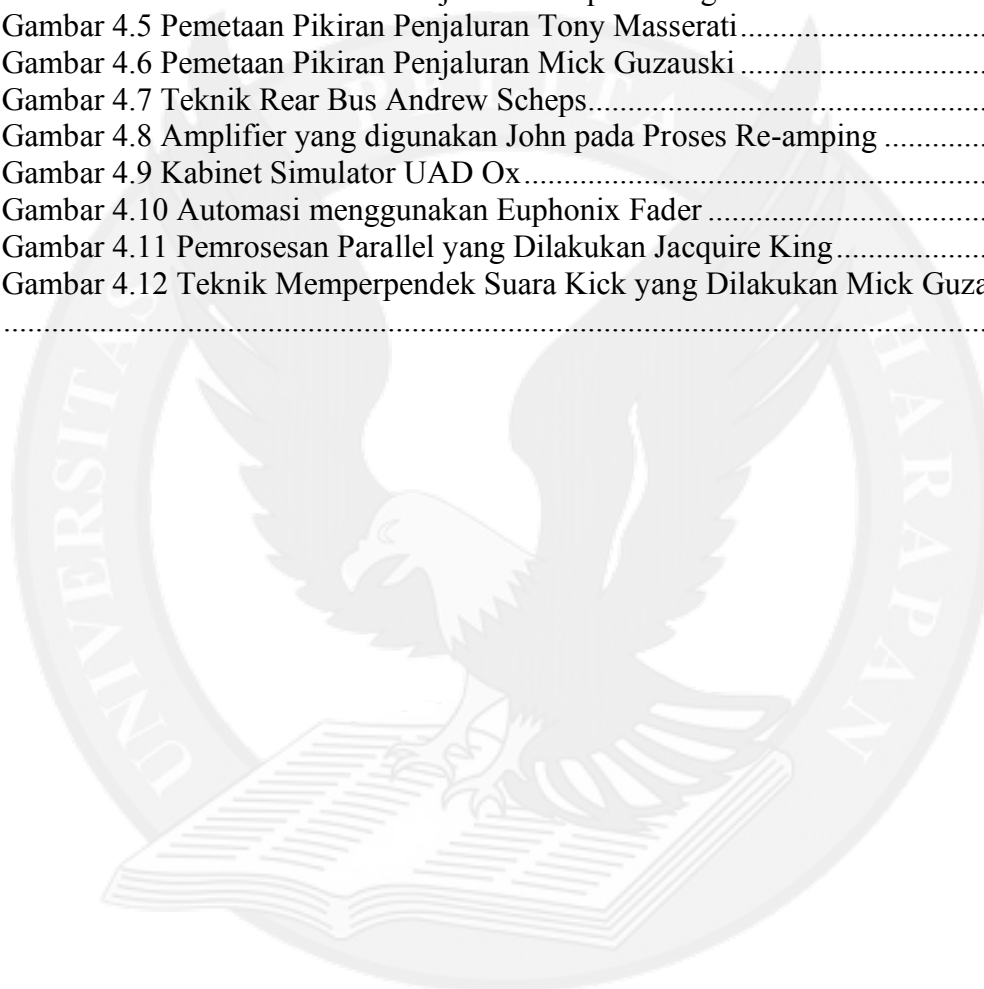 Gambar 4.5 Pemetaan Pikiran Penjaluran Tony Masserati...............................
Gambar 4.6 Pemetaan Pikiran Penjaluran Mick Guzauski...............................
Gambar 4.7 Teknik Rear Bus Andrew Scheps..................................................
Gambar 4.8 Amplifier yang digunakan John pada Proses Re-amping .............
Gambar 4.9 Kabinet Simulator UAD Ox..........................................................
Gambar 4.10 Automasi menggunakan Euphonix Fader ...................................
Gambar 4.11 Pemrosesan Parallel yang Dilakukan Jacquire King...................
Gambar 4.12 Teknik Memperpendek Suara Kick yang Dilakukan Mick Guza
...........................................................................................................................
UNIVERSITAS PELITA HARAPAN